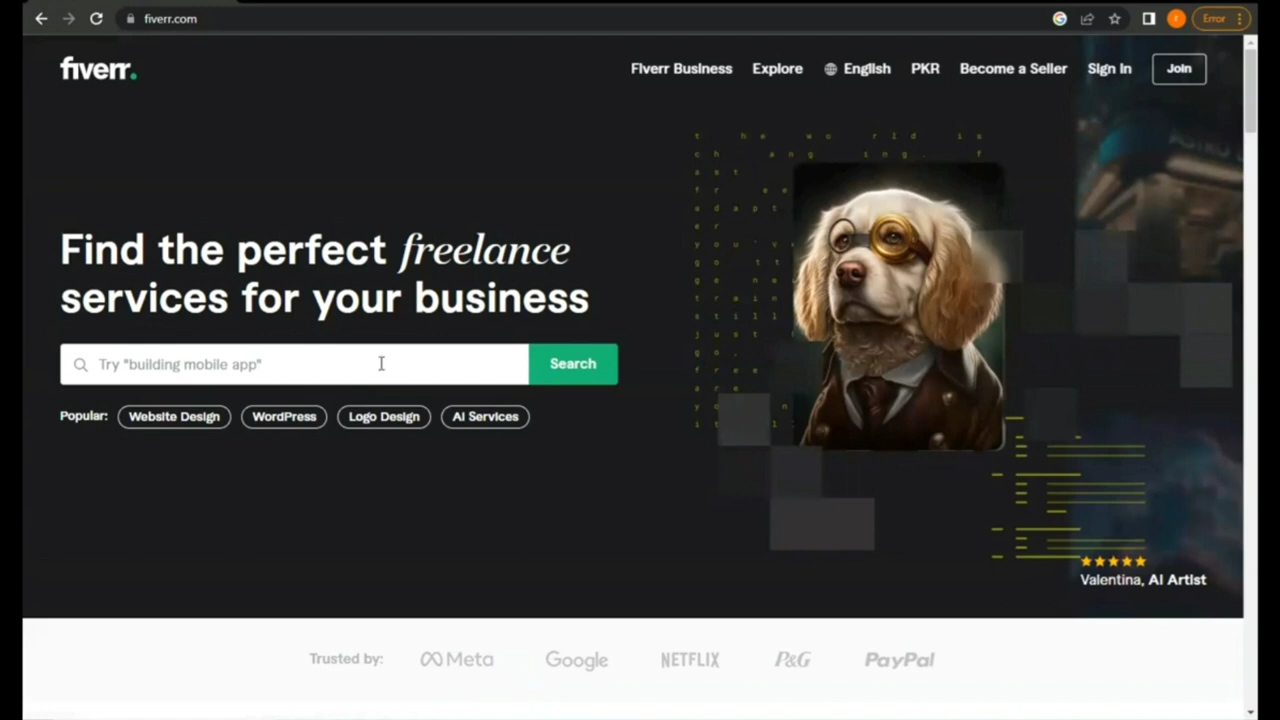 fiverr.com
Error
fiverr.
Fiverr Business
Explore
English
PKR
Become a Seller
Sign In
Join
t h e w o r l d i s
c h a n g i n g . f
a s t
f r e e
a d a p t
e r
y o u ' v
g o t t
g e n e
t r a i n
s t i l l
j u s t
g o .
f r e e
a r e
Find the perfect freelance
services for your business
Try "building mobile app"
Search
Popular:
Website Design
WordPress
Logo Design
AI Services
Valentina, AI Artist
Trusted by:
Meta
Google
NETFLIX
P&G
PayPal